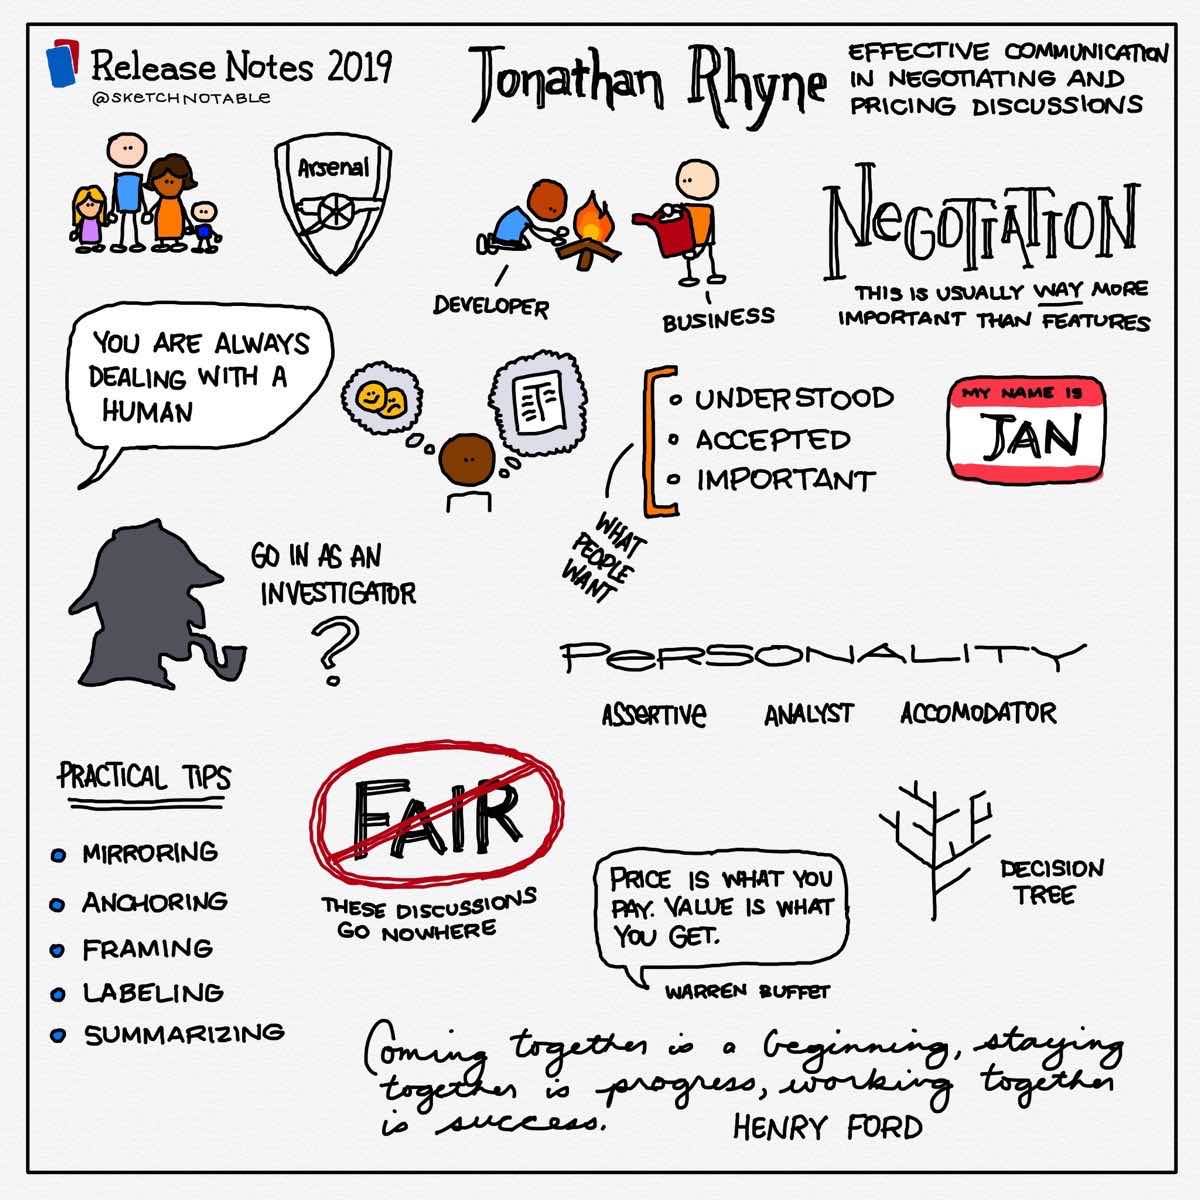 Release Notes 2019
@SKETCHNOTABLE
Jonathan Rhyne
EFFECTIVE COMMUNICATION
IN NEGOTIATING AND
PRICING DISCUSSIONS
Arsenal
DEVELOPER
BUSINESS
NEGOTIATION
THIS IS USUALLY WAY MORE
IMPORTANT THAN FEATURES
YOU ARE ALWAYS
DEALING WITH A
HUMAN
T
WHAT
PEOPLE
WANT
UNDERSTOOD
ACCEPTED
IMPORTANT
MY NAME IS
JAN
GO IN AS AN
INVESTIGATOR
?
PERSONALITY
ASSERTIVE ANALYST ACCOMODATOR
PRACTICAL TIPS
MIRRORING
ANCHORING
FRAMING
LABELING
SUMMARIZING
FAIR
THESE DISCUSSIONS
GO NOWHERE
PRICE IS WHAT YOU
PAY. VALUE IS WHAT
YOU GET.
WARREN BUFFET
DECISION
TREE
Coming together is a beginning, staying
together is progress, working together
is success.
HENRY FORD